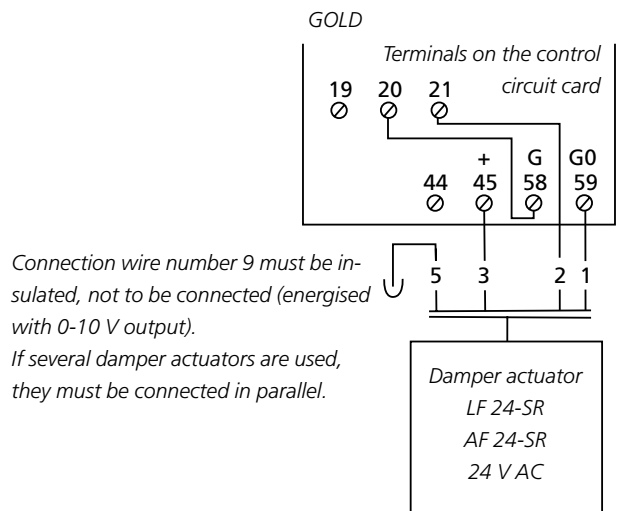 GOLD
Terminals on the control
circuit card
19 20 21
+ G G0
44 45 58 59
5 3 2 1
Connection wire number 9 must be in-
sulated, not to be connected (energised
with 0-10 V output).
If several damper actuators are used,
they must be connected in parallel.
Damper actuator
LF 24-SR
AF 24-SR
24 V AC